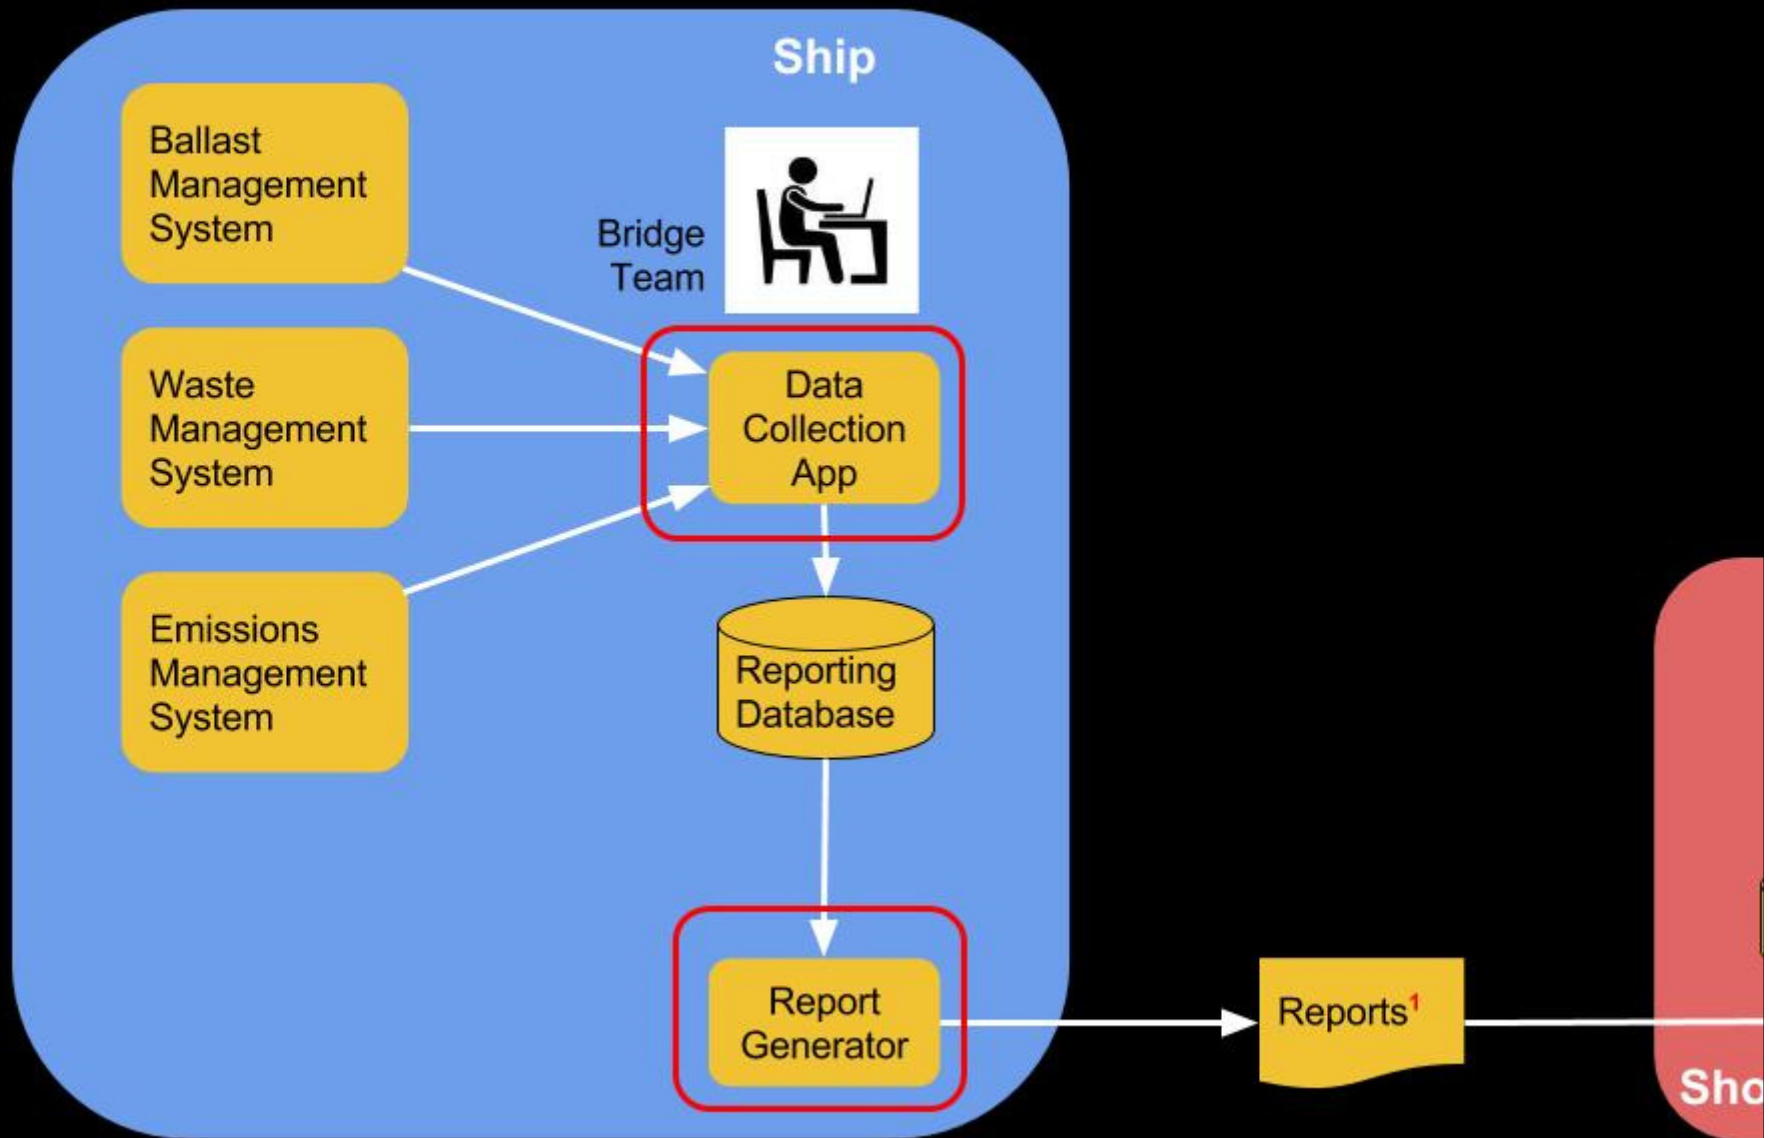 Ship
Ballast
Management
System
Bridge
Team
Waste
Management
System
Data
Collection
App
Emissions
Management
System
Reporting
Database
Report
Generator
Reports¹
Sho